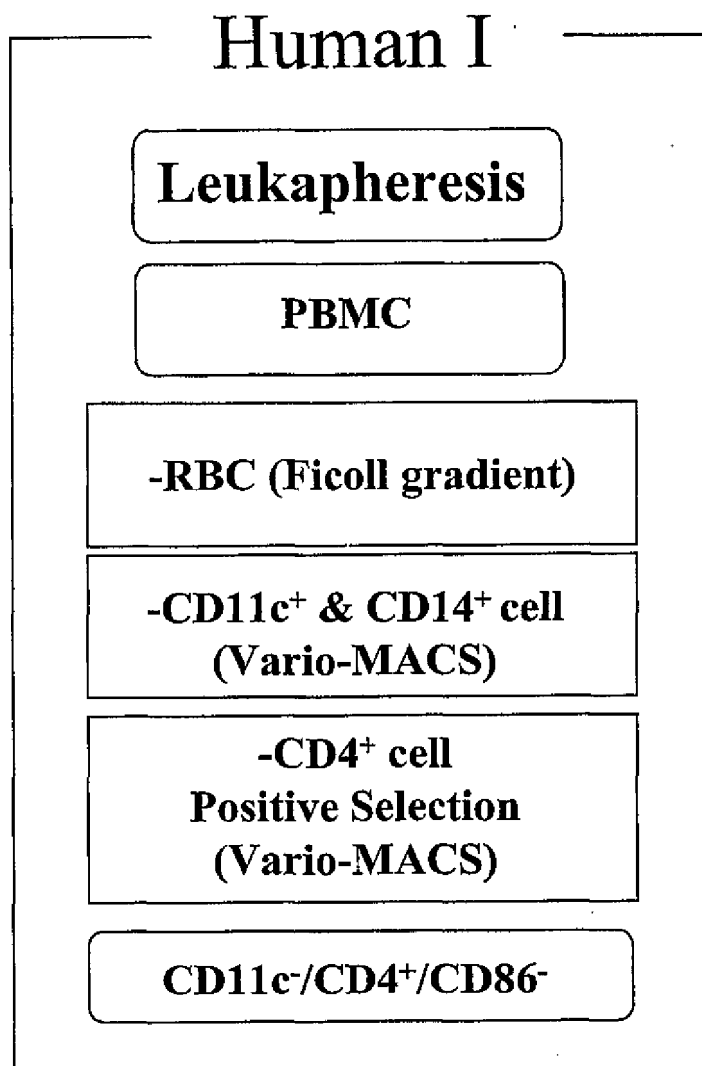 Human I
Leukapheresis
PBMC
-RBC (Ficoll gradient)
-CD11c⁺ & CD14⁺ cell
(Vario-MACS)
-CD4⁺ cell
Positive Selection
(Vario-MACS)
CD11c⁻/CD4⁺/CD86⁻